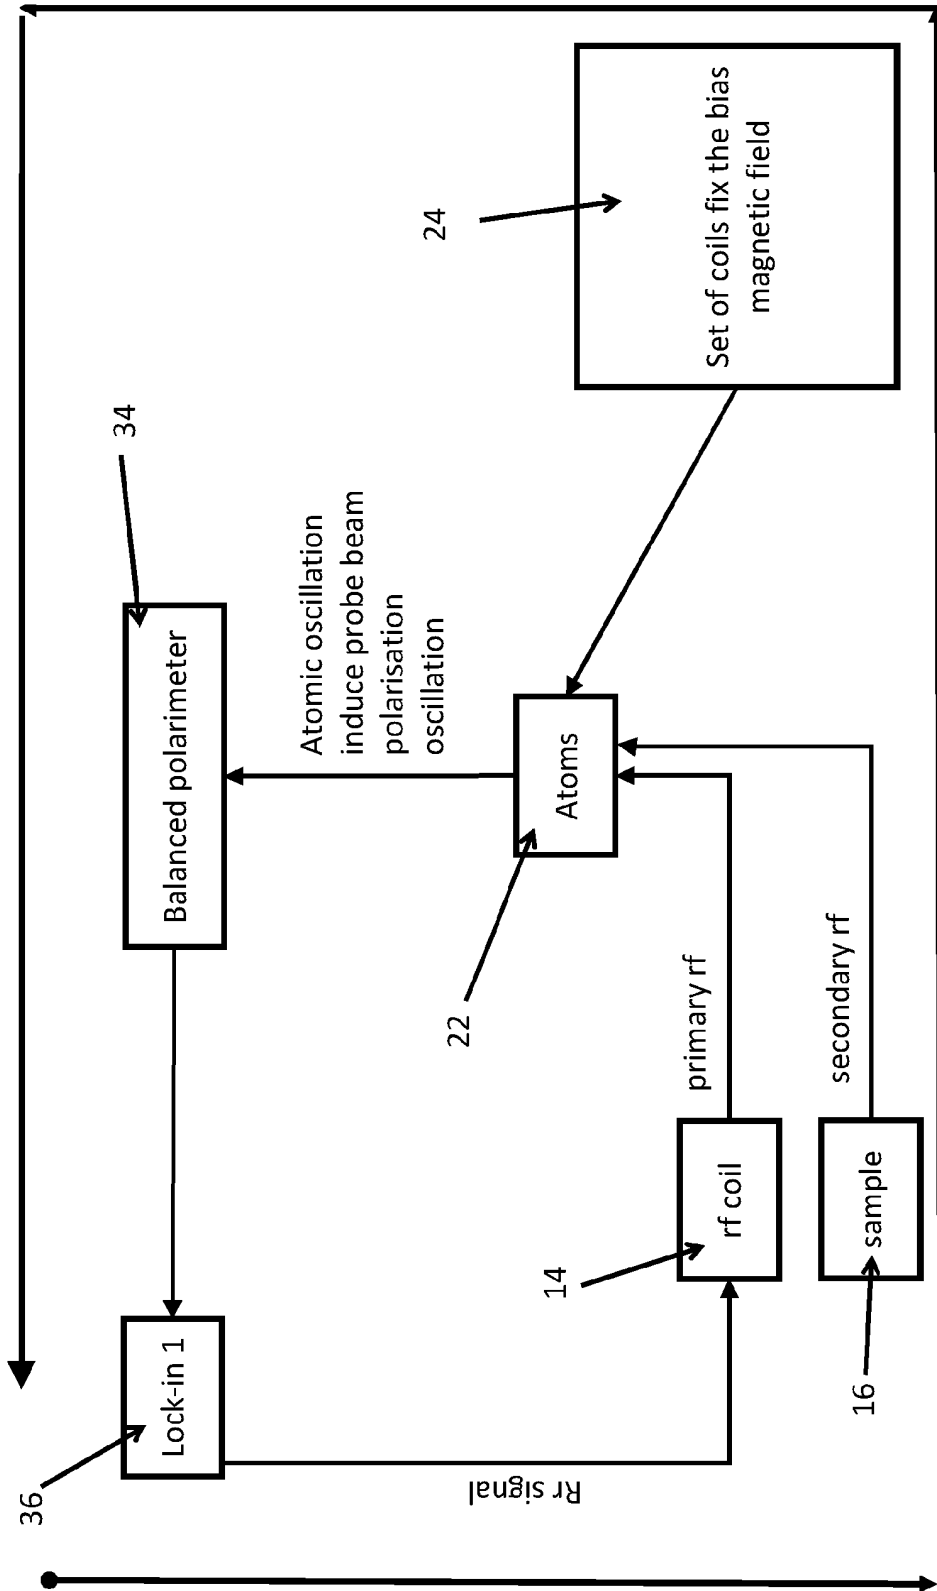 36
34
Lock-in 1
Balanced polarimeter
Atomic oscillation
induce probe beam
polarisation
oscillation
24
22
Rr signal
14
Atoms
primary rf
rf coil
Set of coils fix the bias
magnetic field
secondary rf
16
sample